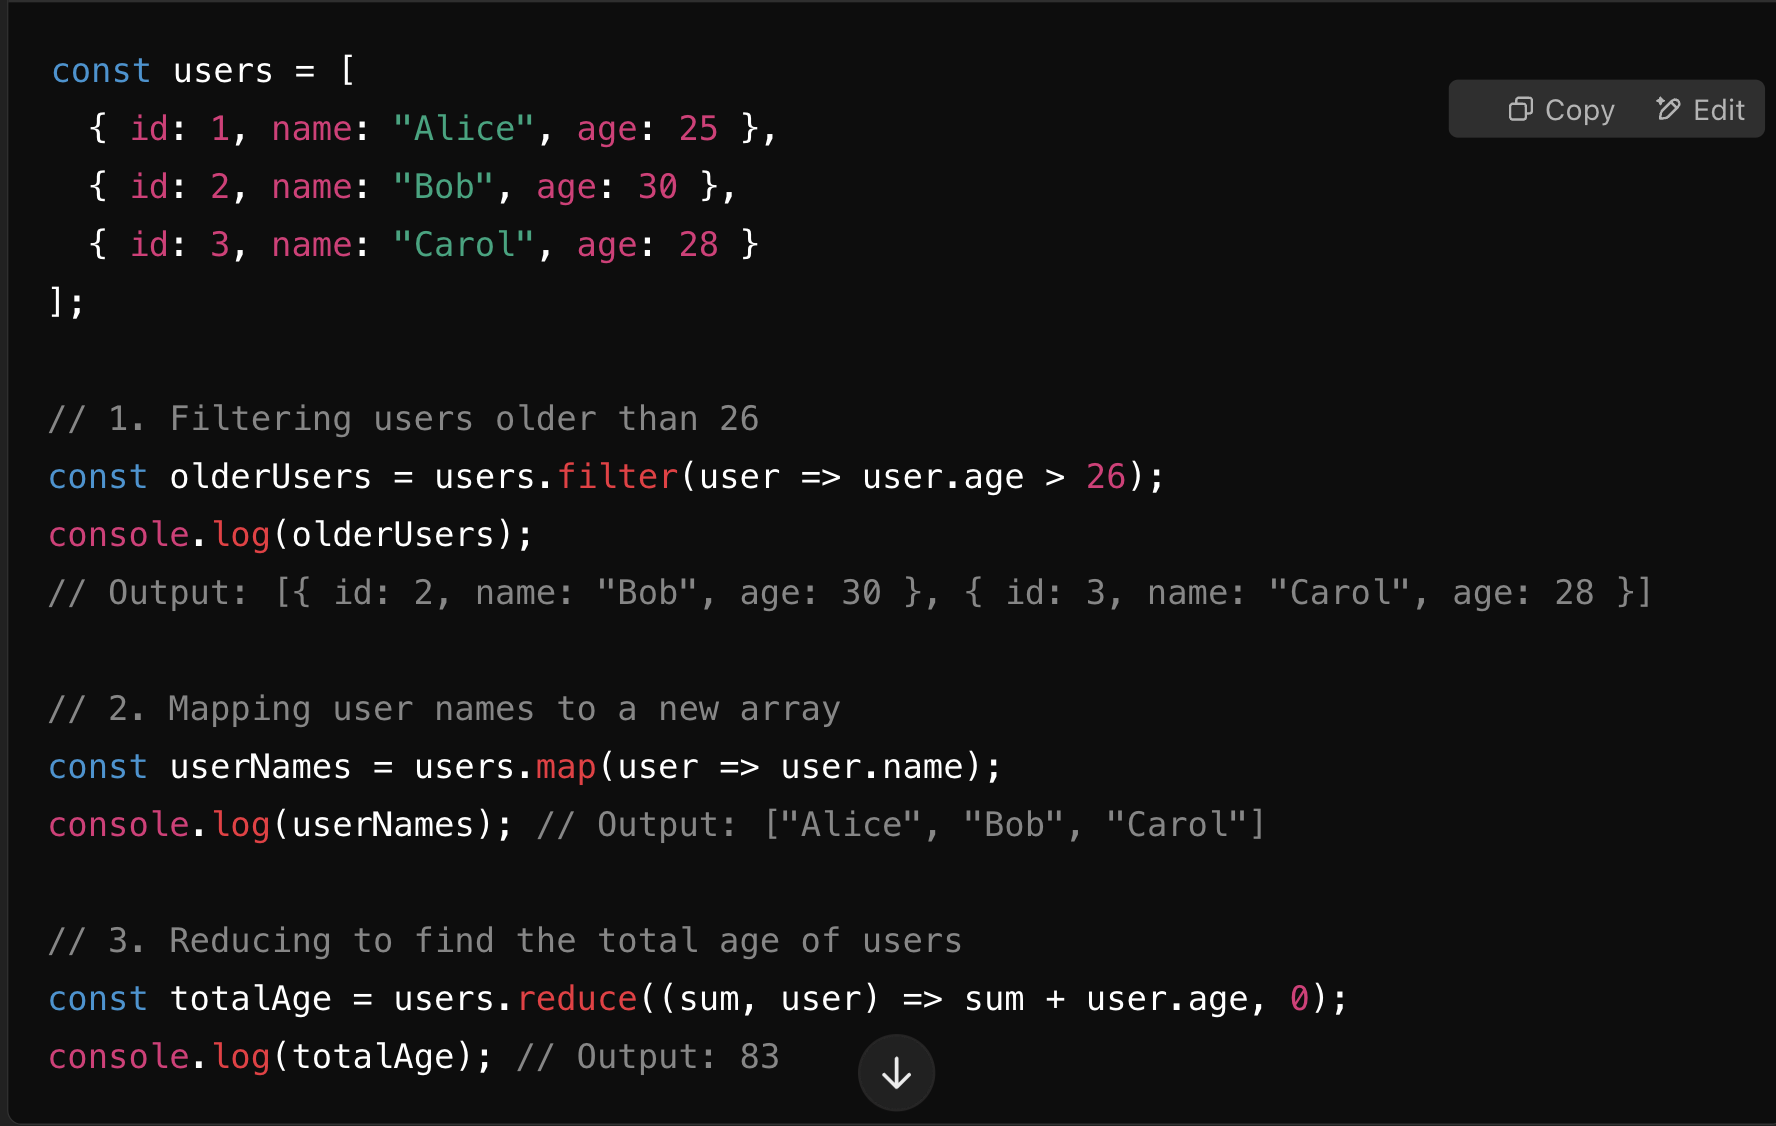 const users = [
Copy Edit
  { id: 1, name: "Alice", age: 25 },
  { id: 2, name: "Bob", age: 30 },
  { id: 3, name: "Carol", age: 28 }
];
// 1. Filtering users older than 26
const olderUsers = users.filter(user => user.age > 26);
console.log(olderUsers);
// Output: [{ id: 2, name: "Bob", age: 30 }, { id: 3, name: "Carol", age: 28 }]
// 2. Mapping user names to a new array
const userNames = users.map(user => user.name);
console.log(userNames); // Output: ["Alice", "Bob", "Carol"]
// 3. Reducing to find the total age of users
const totalAge = users.reduce((sum, user) => sum + user.age, 0);
console.log(totalAge); // Output: 83